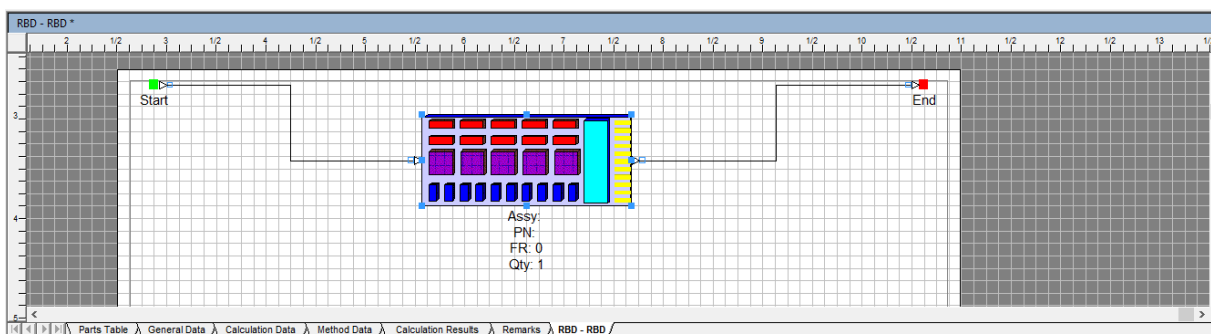 RBD - RBD *
2 1/2 3 1/2 4 1/2 5 1/2 6 1/2 7 1/2 8 1/2 9 1/2 10 1/2 11 1/2 12 1/2 13
Start
End
3
Assy:
PN:
FR: 0
Qty: 1
4
5
Parts Table General Data Calculation Data Method Data Calculation Results Remarks RBD - RBD